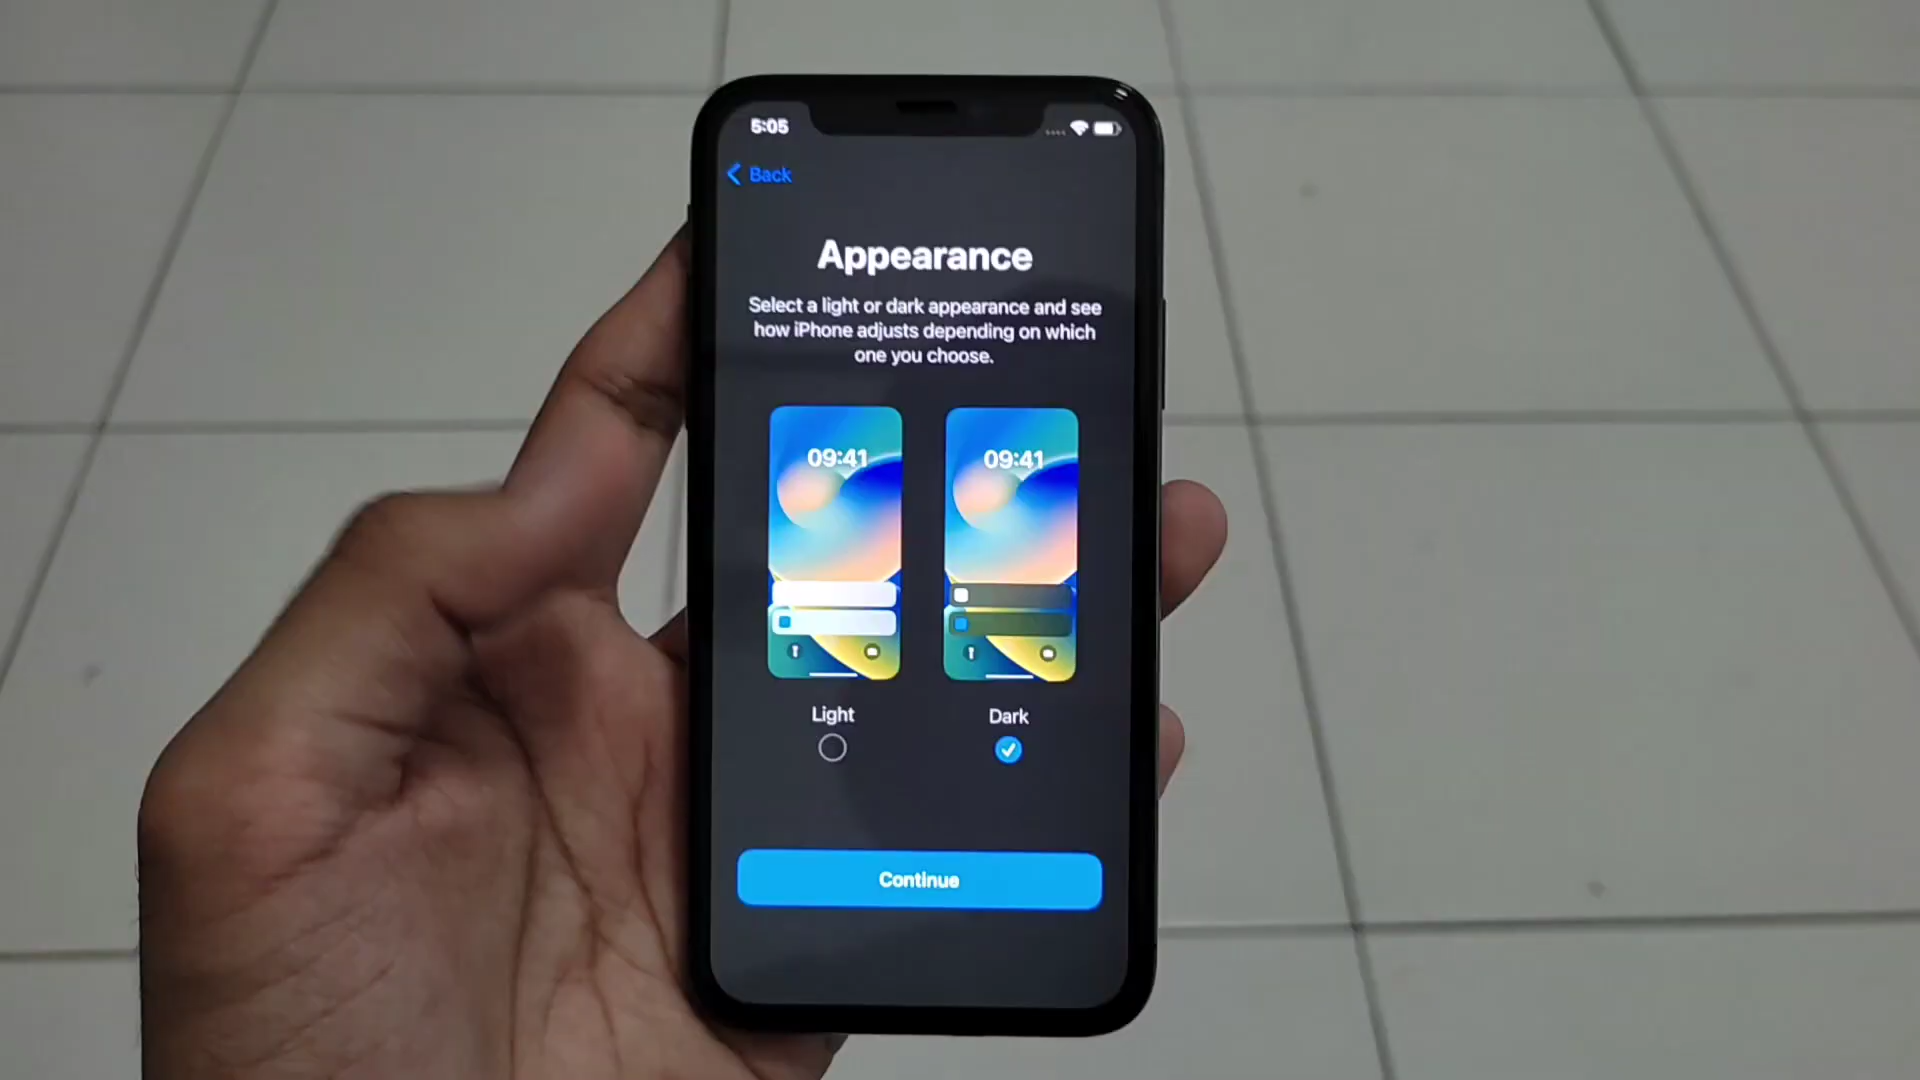 5:05
Back
Appearance
Select a light or dark appearance and see
how iPhone adjusts depending on which
one you choose.
09:41
09:41
Light
Dark
Continue